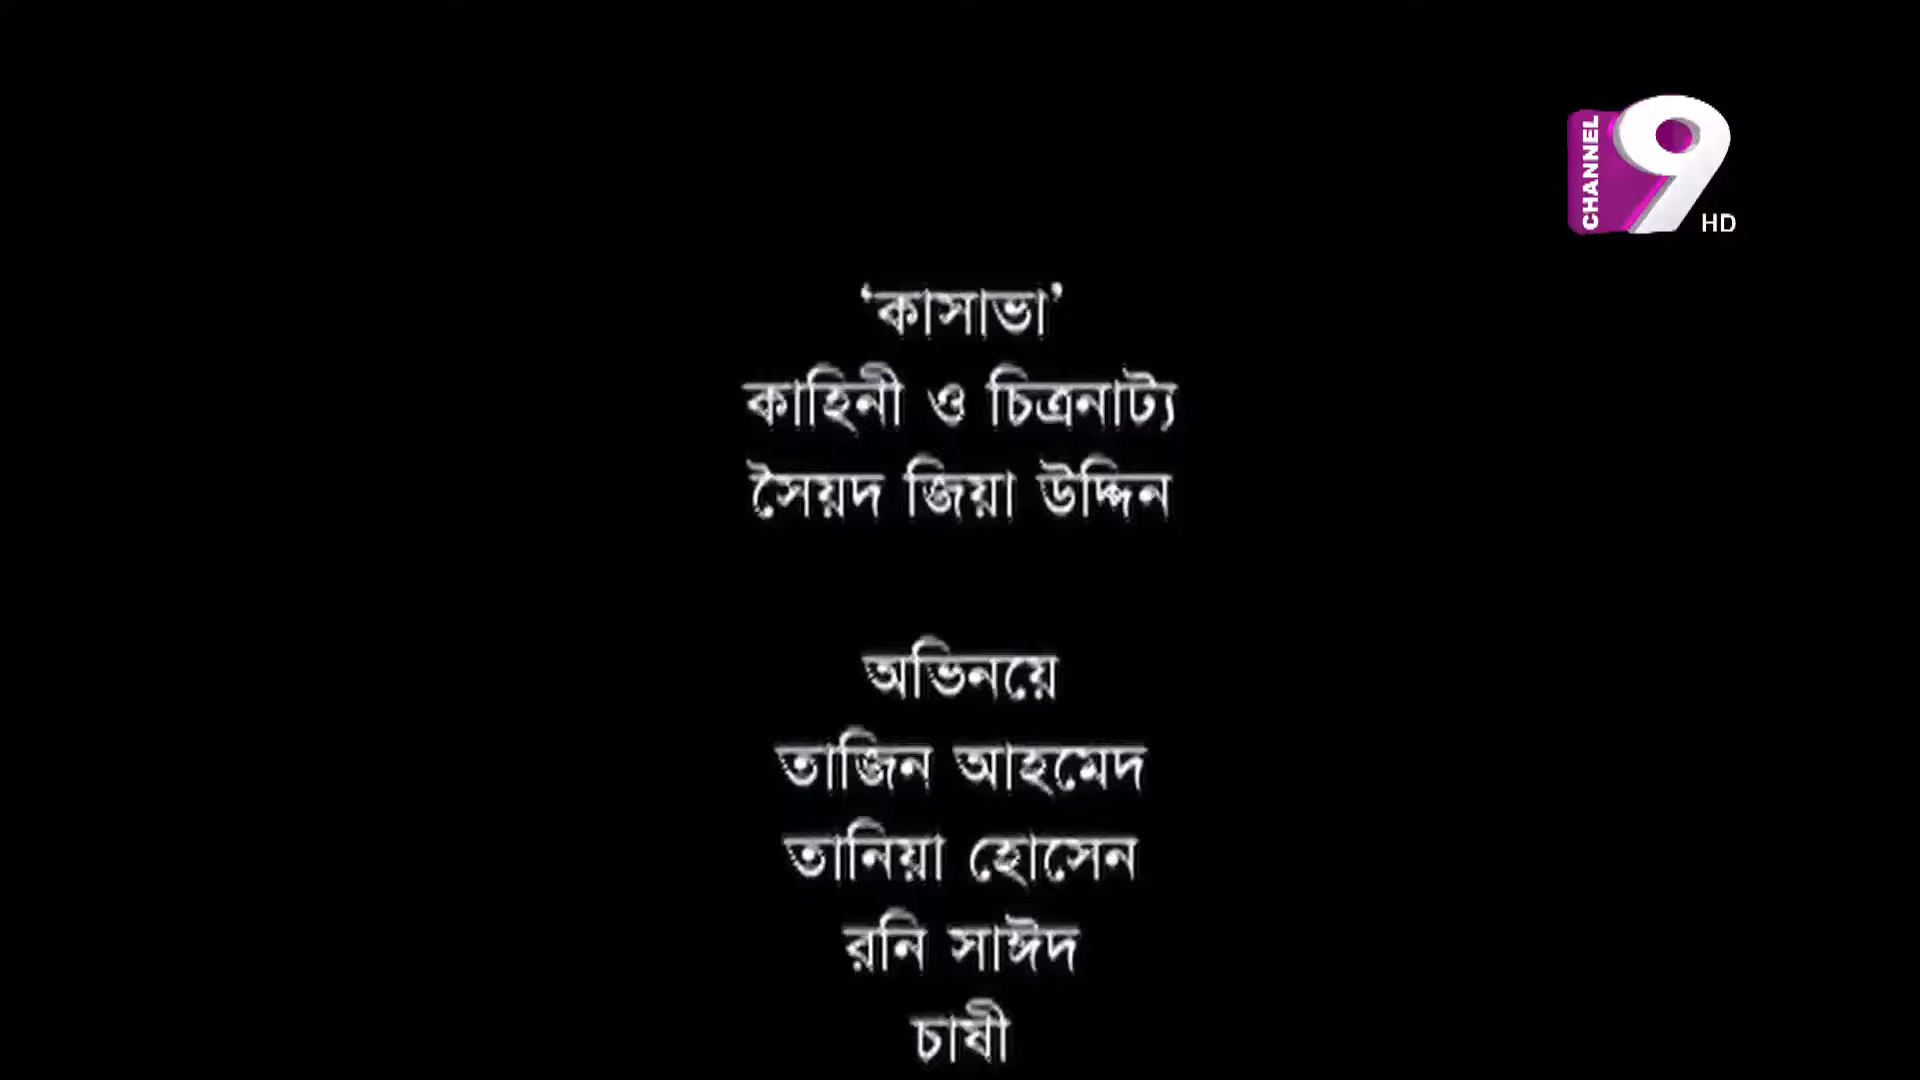 CHANNEL 9 HD
‘কাসাভা’
কাহিনী ও চিত্রনাট্য
সৈয়দ জিয়া উদ্দিন
অভিনয়ে
তাজিন আহমেদ
তানিয়া হোসেন
রনি সাঈদ
চাষী